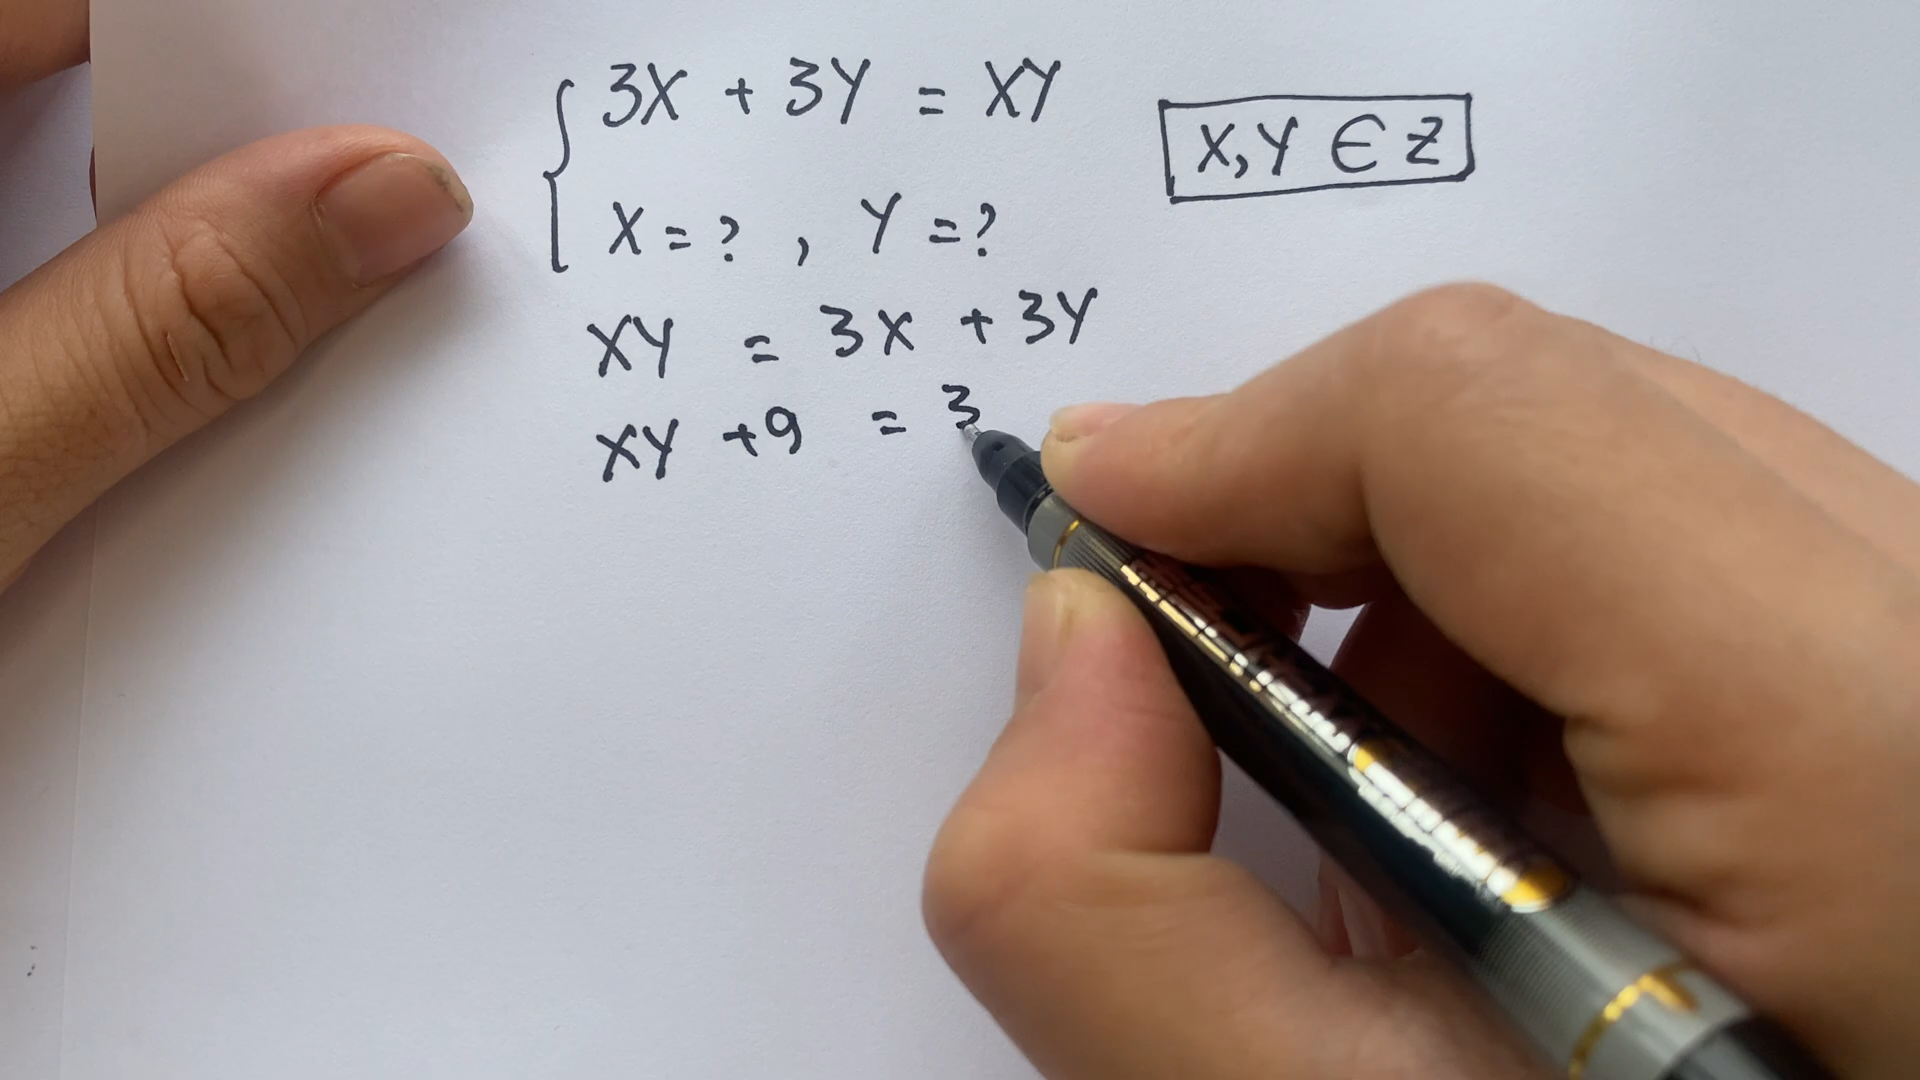 3X + 3Y = XY
X, Y ∈ Z
X = ? , Y = ?
XY = 3X + 3Y
XY + 9 = 3